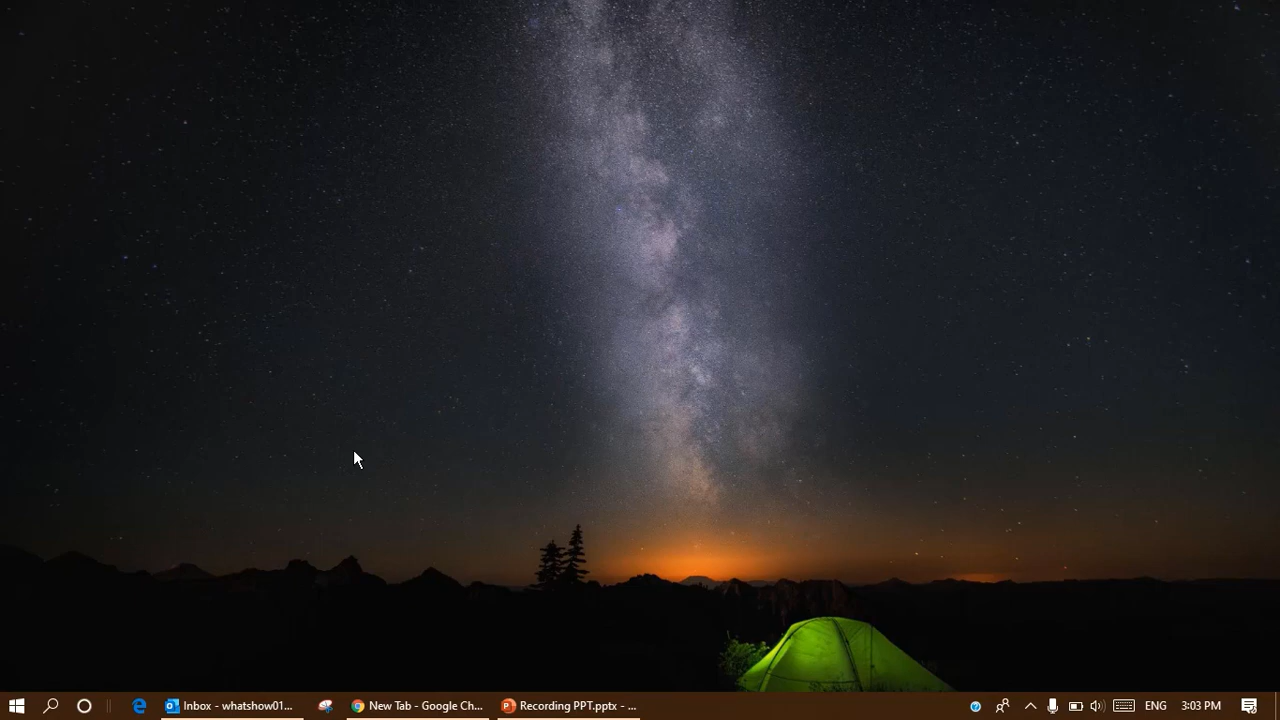 Inbox - whatshow01...
New Tab - Google Ch...
Recording PPT.pptx - ...
ENG
3:03 PM